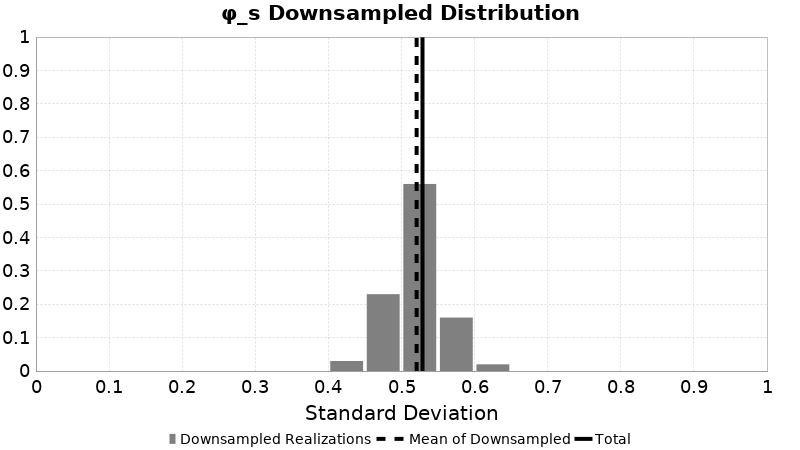 φ_s Downsampled Distribution
1
0.9
0.8
0.7
0.6
0.5
0.4
0.3
0.2
0.1
0
0 0.1 0.2 0.3 0.4 0.5 0.6 0.7 0.8 0.9 1
Standard Deviation
Downsampled Realizations Mean of Downsampled Total